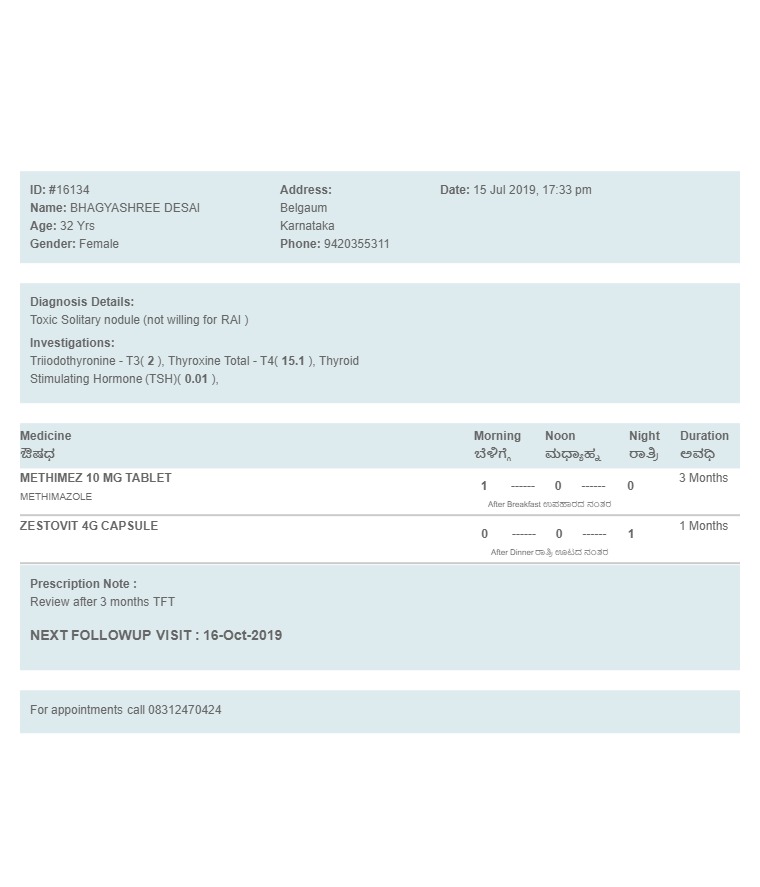 ID: #16134
Name: BHAGYASHREE DESAI
Age: 32 Yrs
Gender: Female
Address:
Belgaum
Karnataka
Phone: 9420355311
Date: 15 Jul 2019, 17:33 pm
Diagnosis Details:
Toxic Solitary nodule (not willing for RAI )
Investigations:
Triiodothyronine - T3( 2 ), Thyroxine Total - T4( 15.1 ), Thyroid
Stimulating Hormone (TSH)( 0.01 ),
Medicine Morning Noon Night Duration
ಔಷಧ ಬೆಳಿಗ್ಗೆ ಮಧ್ಯಾಹ್ನ ರಾತ್ರಿ ಅವಧಿ
METHIMEZ 10 MG TABLET 1 ------ 0 ------ 0 3 Months
METHIMAZOLE
After Breakfast ಉಪಹಾರದ ನಂತರ
ZESTOVIT 4G CAPSULE 0 ------ 0 ------ 1 1 Months
After Dinner ರಾತ್ರಿ ಊಟದ ನಂತರ
Prescription Note :
Review after 3 months TFT
NEXT FOLLOWUP VISIT : 16-Oct-2019
For appointments call 08312470424